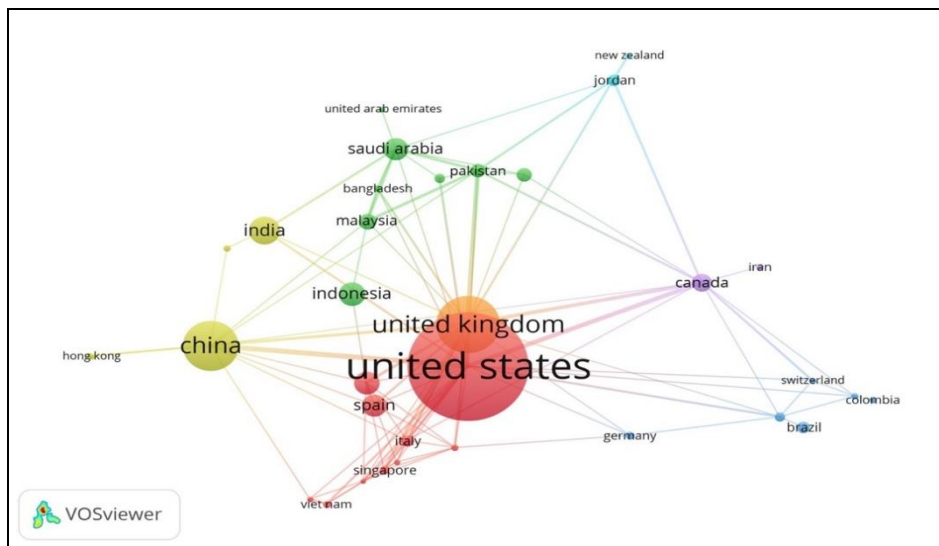 new zealand
jordan
united arab emirates
saudi arabia
pakistan
bangladesh
malaysia
india
iran
canada
indonesia
united kingdom
china
hong kong
united states
switzerland
colombia
spain
brazil
germany
italy
singapore
viet nam
VOSviewer